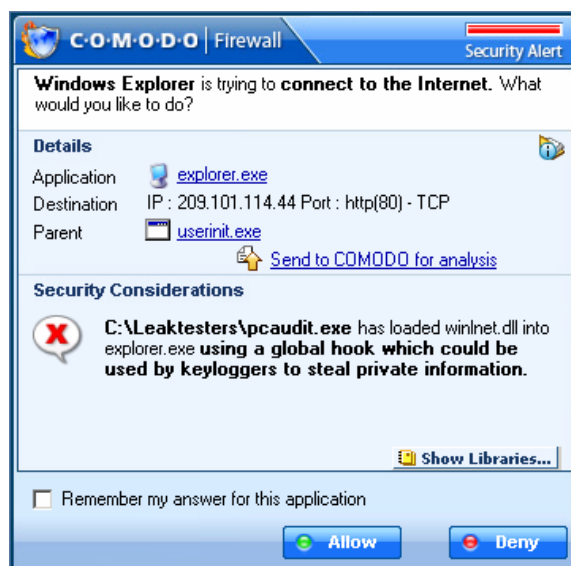 C·O·M·O·D·O | Firewall
Security Alert
Windows Explorer is trying to connect to the Internet. What
would you like to do?
Details
Application explorer.exe
Destination IP : 209.101.114.44 Port : http(80) - TCP
Parent userinit.exe
Send to COMODO for analysis
Security Considerations
C:\Leaktesters\pcaudit.exe has loaded winInet.dll into
explorer.exe using a global hook which could be
used by keyloggers to steal private information.
Show Libraries...
Remember my answer for this application
Allow
Deny